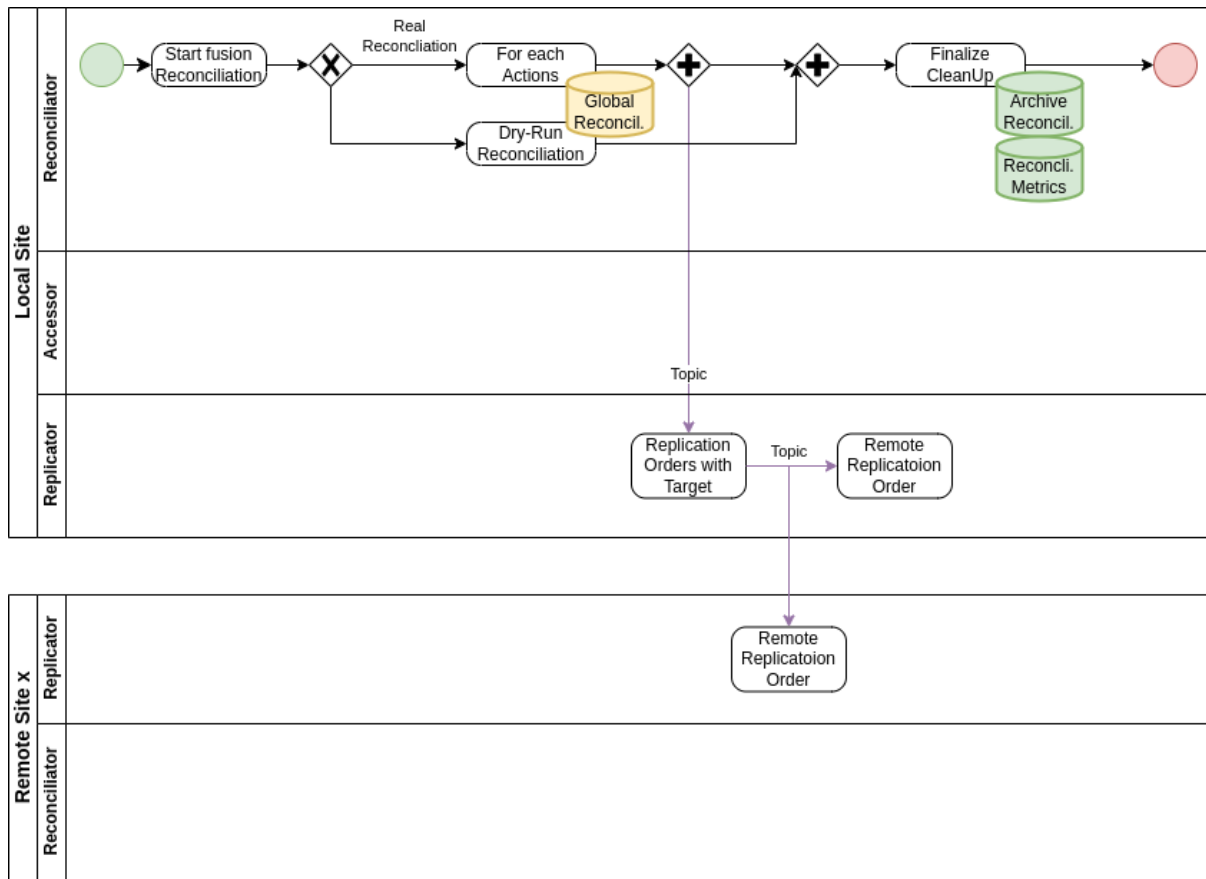 Local Site
Reconciliator
Start fusion
Reconciliation
Real
Reconcliation
For each
Actions
Global
Reconcil.
Dry-Run
Reconciliation
Finalize
CleanUp
Archive
Reconcil.
Reconcli.
Metrics
Accessor
Topic
Replicator
Replication
Orders with
Target
Topic
Remote
Replicatoion
Order
Remote Site x
Replicator
Remote
Replicatoion
Order
Reconciliator